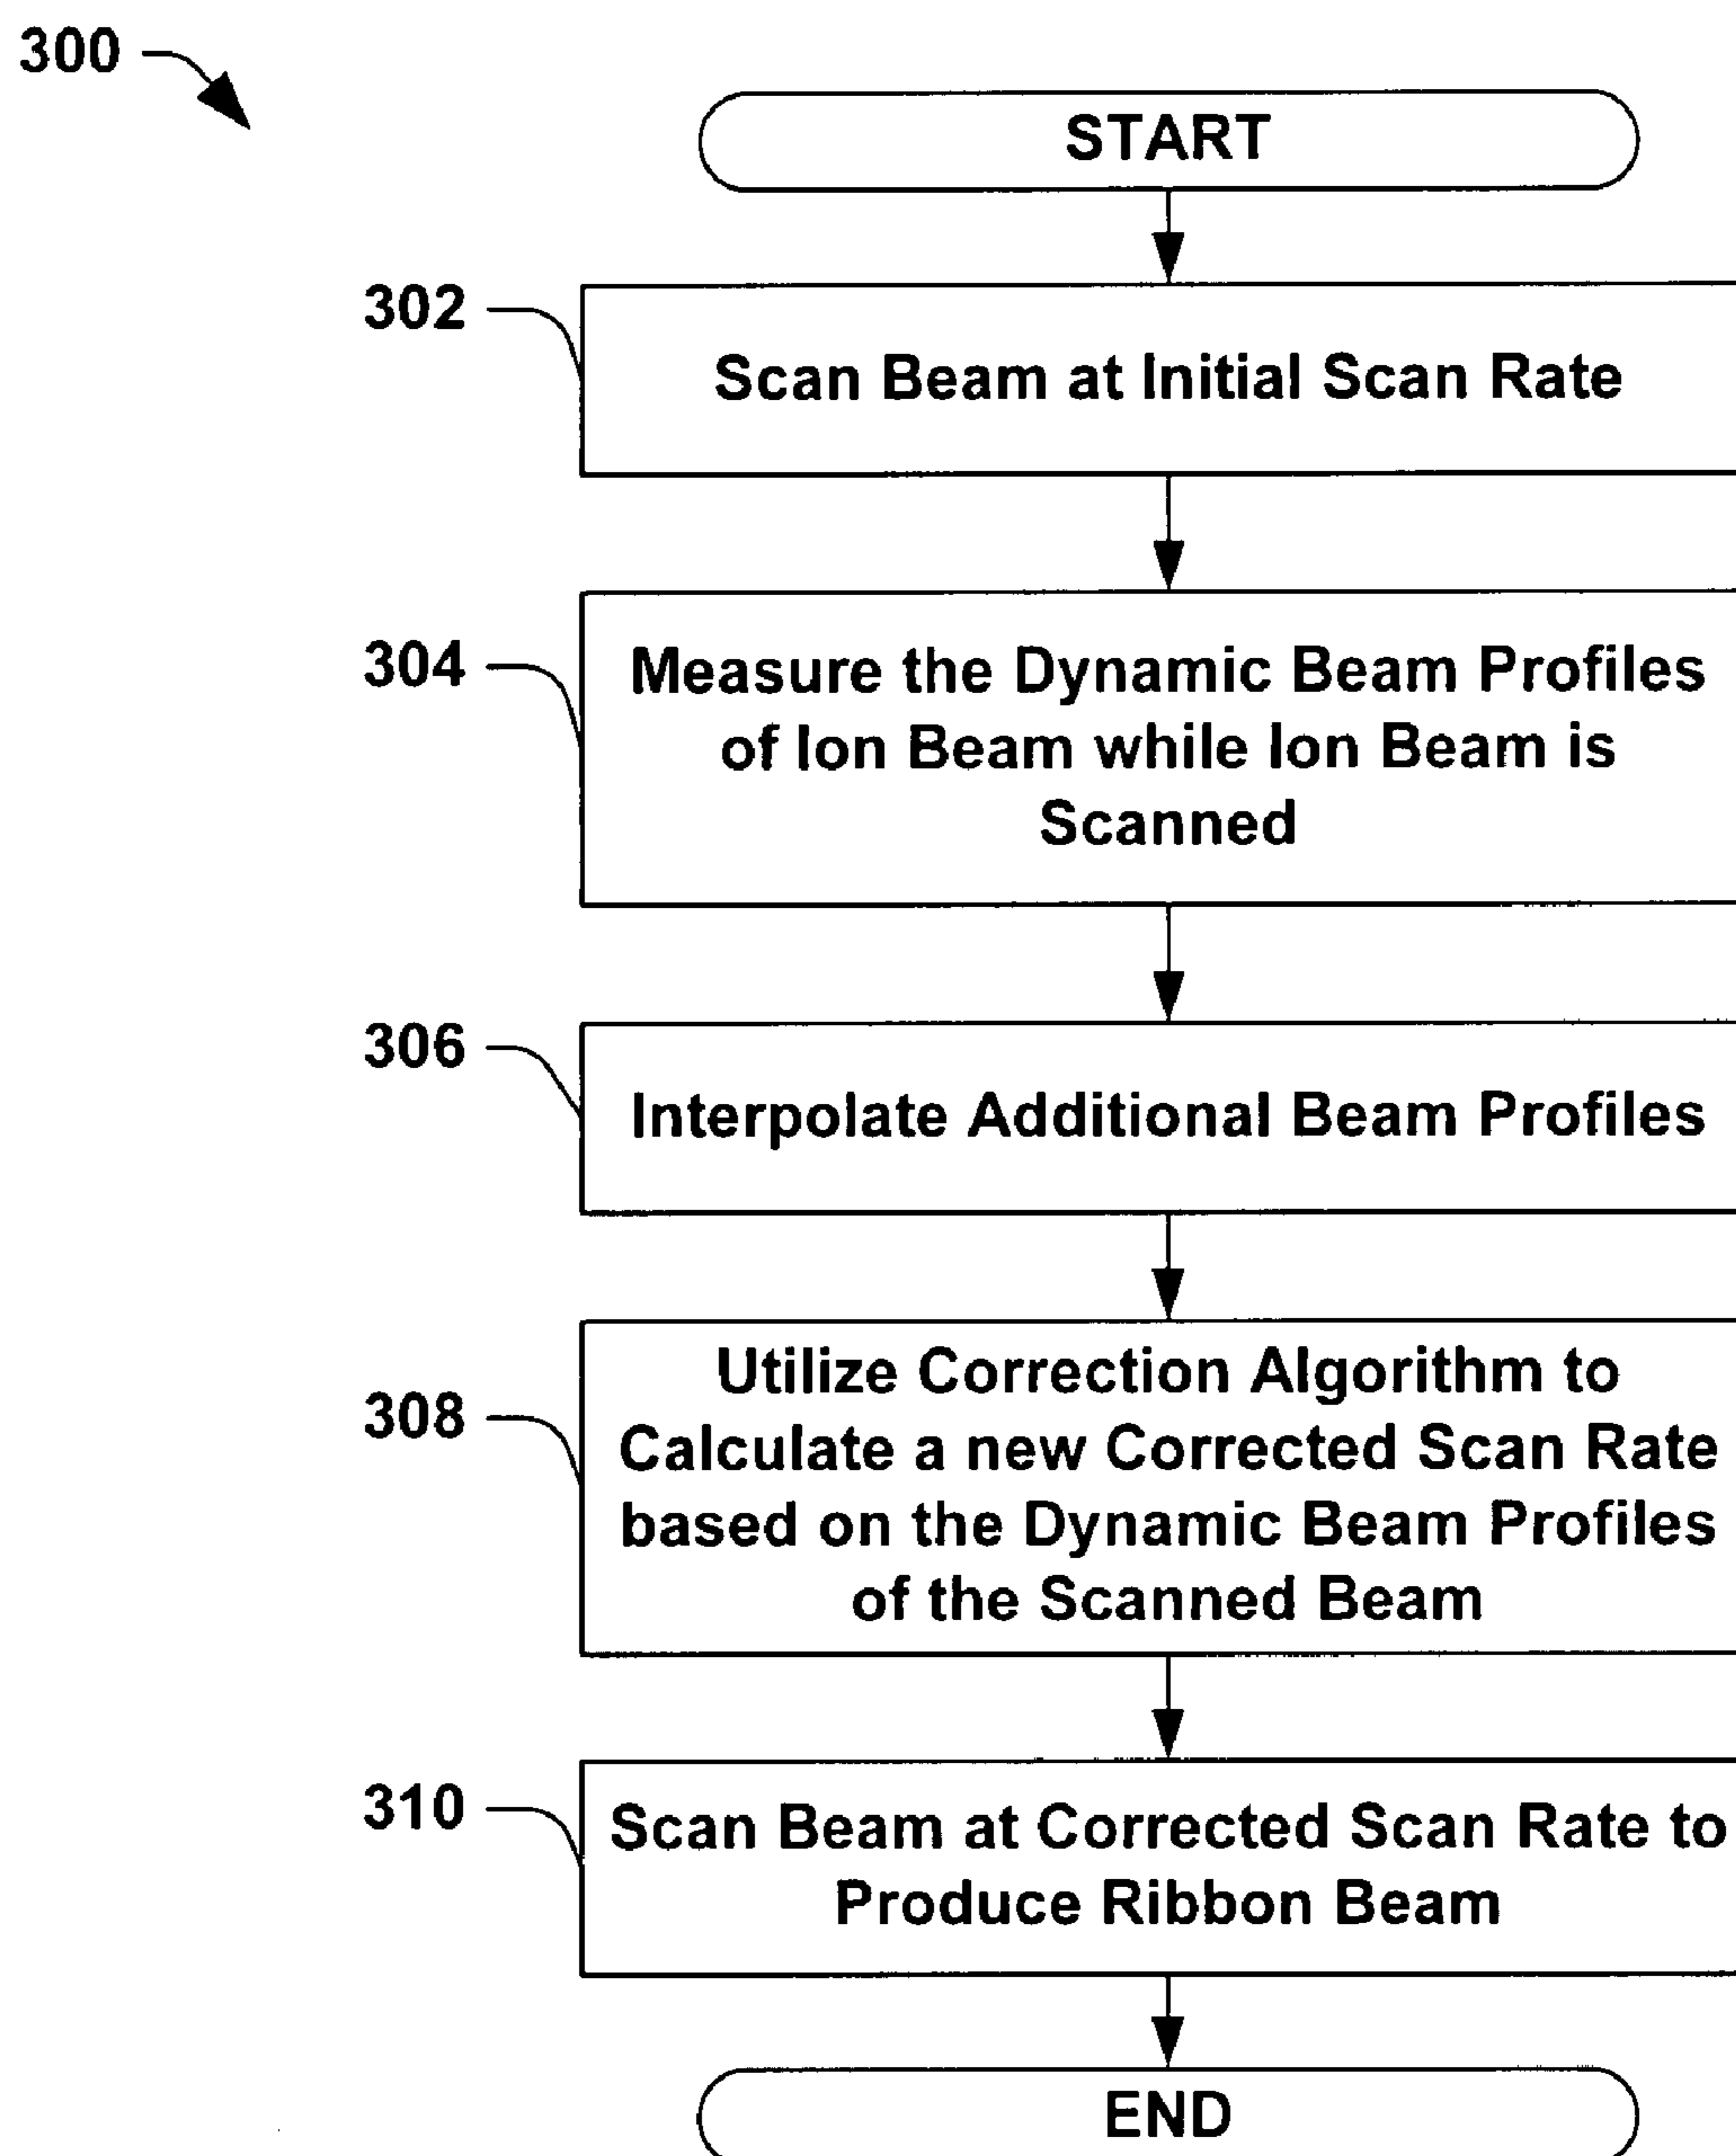 300
START
302
Scan Beam at Initial Scan Rate
304
Measure the Dynamic Beam Profiles
of Ion Beam while Ion Beam is
Scanned
306
Interpolate Additional Beam Profiles
308
Utilize Correction Algorithm to
Calculate a new Corrected Scan Rate
based on the Dynamic Beam Profiles
of the Scanned Beam
310
Scan Beam at Corrected Scan Rate to
Produce Ribbon Beam
END